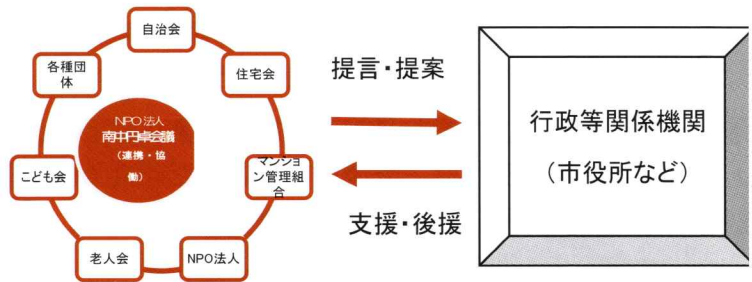 自治会
各種団
体
住宅会
NPO法人
南中円卓会議
（連携・協
働）
こども会
マンショ
ン管理組
合
老人会
NPO法人
提言・提案
支援・後援
行政等関係機関
（市役所など）